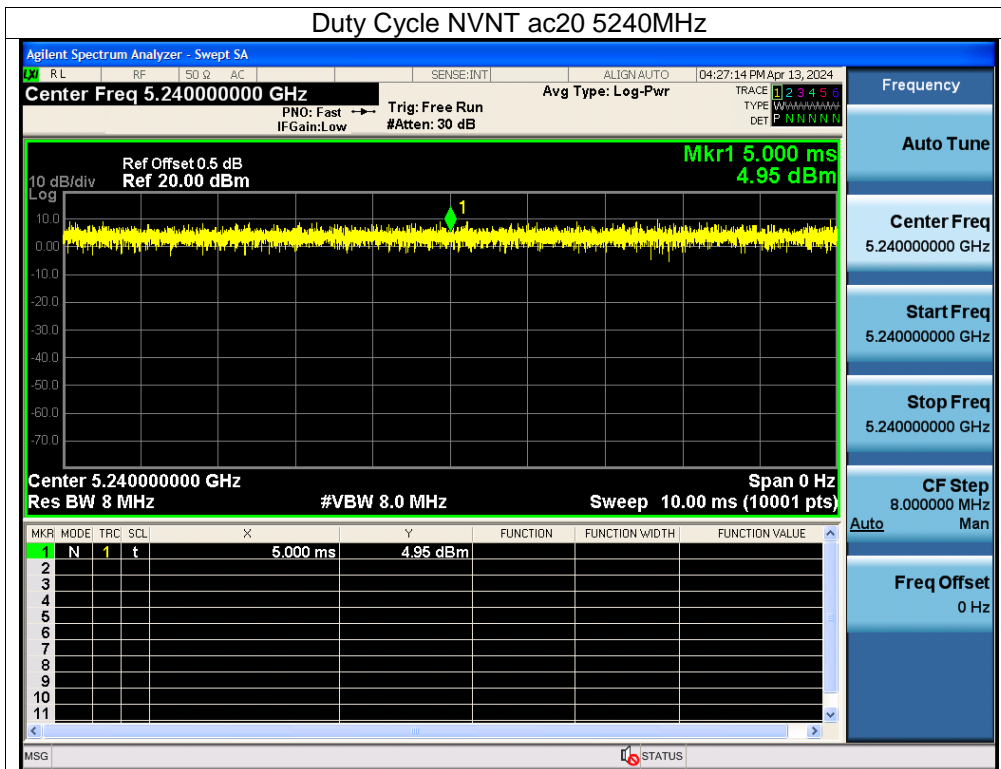 Duty Cycle NVNT ac20 5240MHz
Agilent Spectrum Analyzer - Swept SA
LXI RL RF 50 Ω AC SENSE:INT ALIGN AUTO 04:27:14 PM Apr 13, 2024
Center Freq 5.240000000 GHz Avg Type: Log-Pwr TRACE 1 2 3 4 5 6
PNO: Fast Trig: Free Run TYPE WWWWWW
IFGain:Low #Atten: 30 dB DET P N N N N N
Frequency
Mkr1 5.000 ms
Ref Offset 0.5 dB
10 dB/div Ref 20.00 dBm 4.95 dBm
Log
1
10.0
0.00
-10.0
-20.0
-30.0
-40.0
-50.0
-60.0
-70.0
Center 5.240000000 GHz Span 0 Hz
Res BW 8 MHz #VBW 8.0 MHz Sweep 10.00 ms (10001 pts)
MKR MODE TRC SCL X Y FUNCTION FUNCTION WIDTH FUNCTION VALUE
1 N 1 t 5.000 ms 4.95 dBm
2
3
4
5
6
7
8
9
10
11
MSG STATUS
Auto Tune
Center Freq
5.240000000 GHz
Start Freq
5.240000000 GHz
Stop Freq
5.240000000 GHz
CF Step
8.000000 MHz
Auto Man
Freq Offset
0 Hz